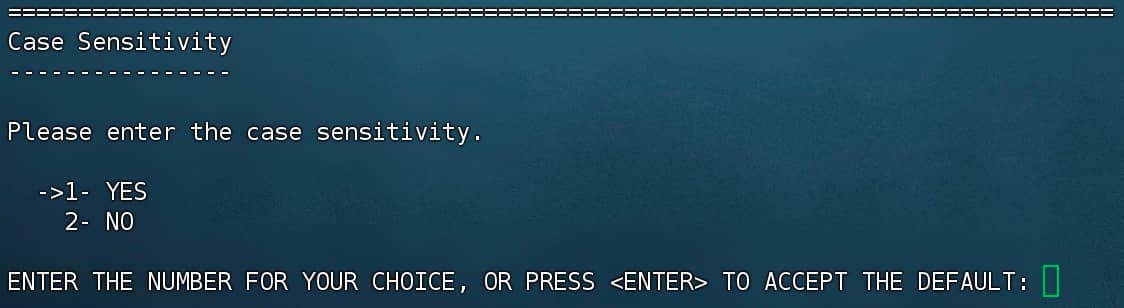 ===============================================================================
Case Sensitivity
----------------
Please enter the case sensitivity.
->1- YES
2- NO
ENTER THE NUMBER FOR YOUR CHOICE, OR PRESS <ENTER> TO ACCEPT THE DEFAULT: